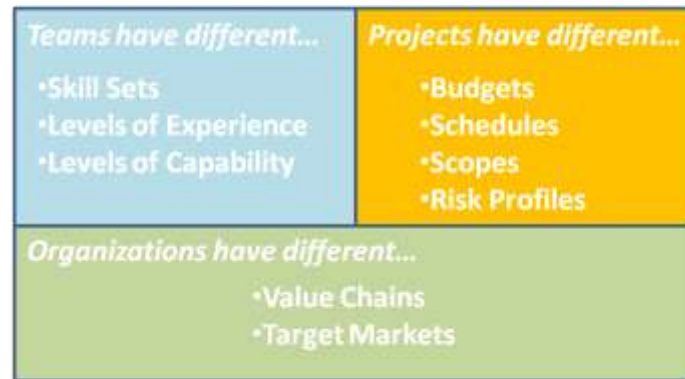 Teams have different...
•Skill Sets
•Levels of Experience
•Levels of Capability
Projects have different...
•Budgets
•Schedules
•Scopes
•Risk Profiles
Organizations have different...
•Value Chains
•Target Markets